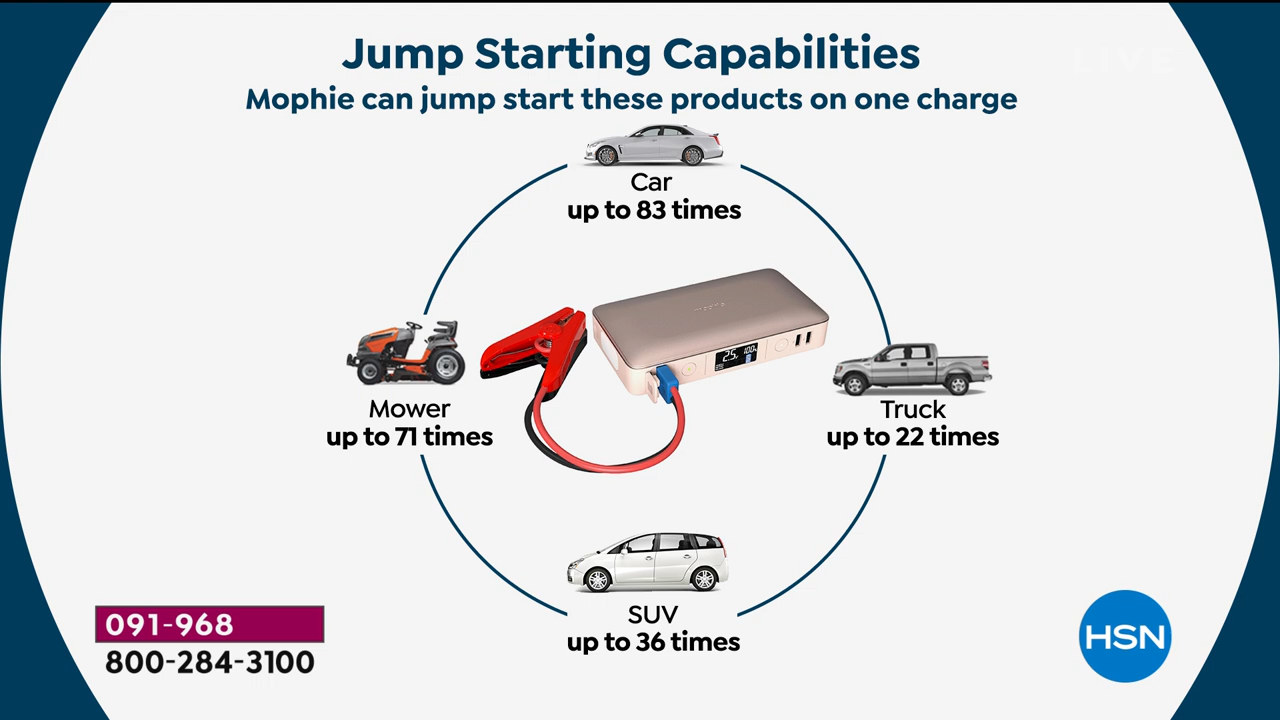 LIVE
Jump Starting Capabilities
Mophie can jump start these products on one charge
Car
up to 83 times
Mower
up to 71 times
Truck
up to 22 times
SUV
up to 36 times
091-968
800-284-3100
HSN